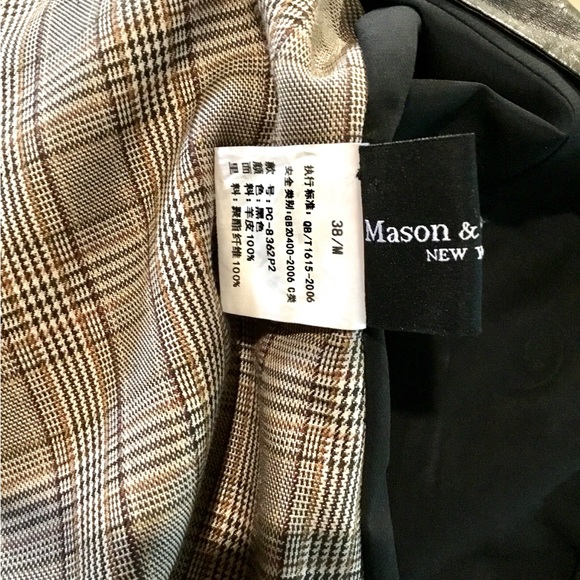 38/M
执行标准: QB/T1615-2006
安全类别:GB20400-2006 C类
款 号: PC-8362P2
颜 色:黑色
面 料:羊皮100%
里 料:聚酯纤维100%
Mason &
NEW